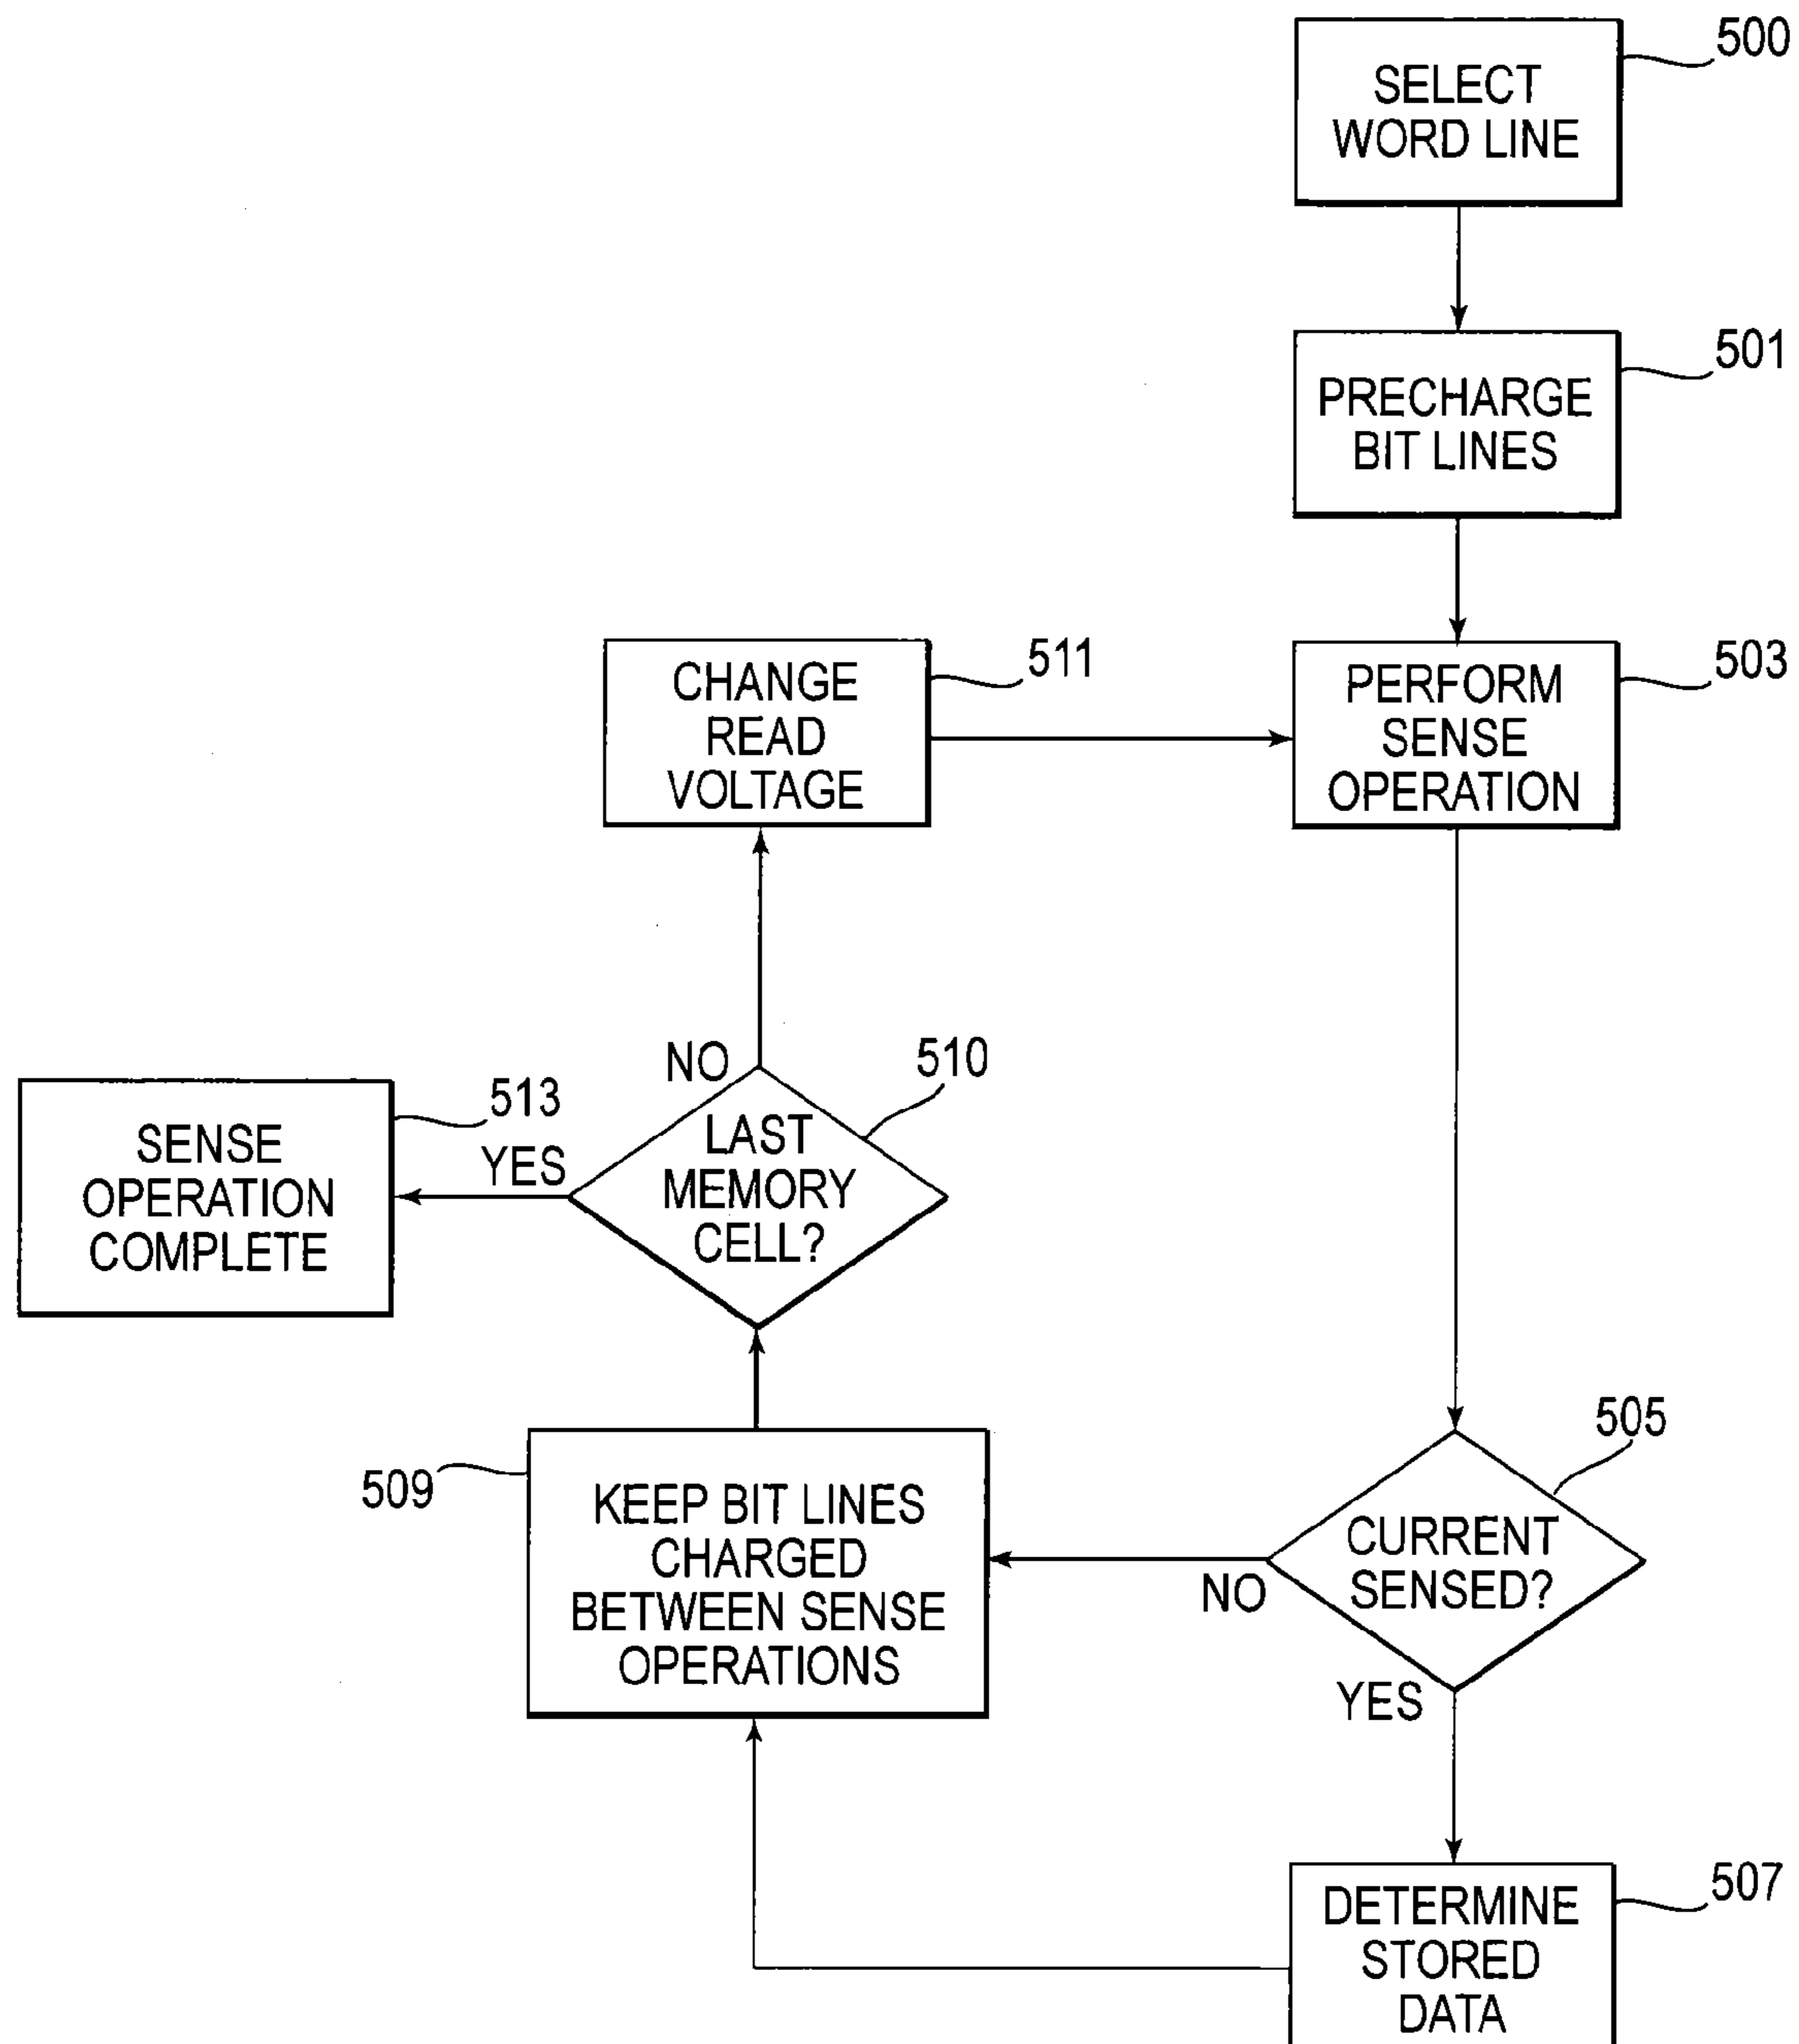 500
SELECT
WORD LINE
501
PRECHARGE
BIT LINES
511
CHANGE
READ
VOLTAGE
503
PERFORM
SENSE
OPERATION
NO
510
LAST
MEMORY
CELL?
513
YES
SENSE
OPERATION
COMPLETE
505
CURRENT
SENSED?
NO
YES
509
KEEP BIT LINES
CHARGED
BETWEEN SENSE
OPERATIONS
507
DETERMINE
STORED
DATA